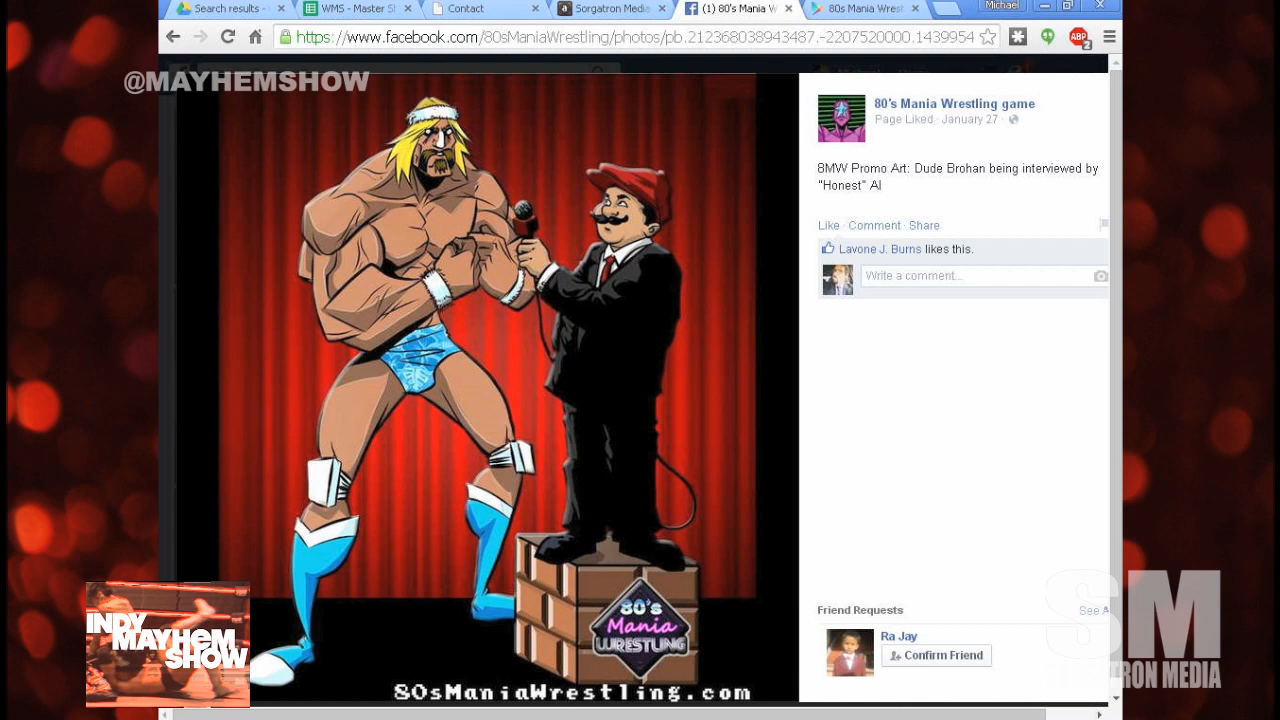 Search results -
WMS - Master S
Contact
Sorgatron Media
(1) 80's Mania W
80s Mania Wrest
Michael
https://www.facebook.com/80sManiaWrestling/photos/pb.212368038943487.-2207520000.1439954
ABP
2
@MAYHEMSHOW
80's Mania Wrestling game
Page Liked · January 27 ·
8MW Promo Art: Dude Brohan being interviewed by
"Honest" Al
Like · Comment · Share
Lavone J. Burns likes this.
Write a comment...
80's
Mania
WRESTLING
80sManiaWrestling.com
Friend Requests
See A
Ra Jay
Confirm Friend
INDY
MAYHEM
SHOW
SM
TRON MEDIA